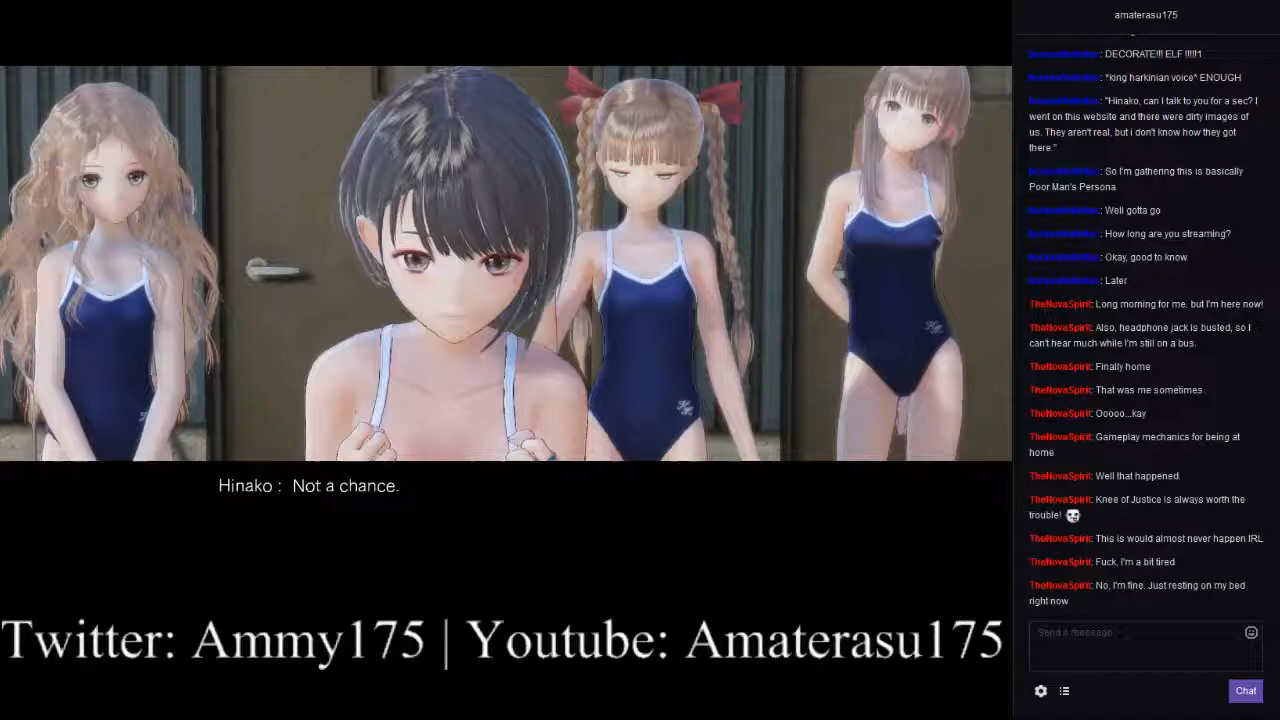 amaterasu175
: DECORATE!!! ELF !!!!!1
: *king harkinian voice* ENOUGH
: "Hinako, can I talk to you for a sec? I
went on this website and there were dirty images of
us. They aren't real, but i don't know how they got
there."
: So I'm gathering this is basically
Poor Man's Persona
: Well gotta go
: How long are you streaming?
: Okay, good to know.
: Later
TheNovaSpirit: Long morning for me, but I'm here now!
TheNovaSpirit: Also, headphone jack is busted, so I
can't hear much while I'm still on a bus.
TheNovaSpirit: Finally home
TheNovaSpirit: That was me sometimes.
TheNovaSpirit: Ooooo...kay
TheNovaSpirit: Gameplay mechanics for being at
home
TheNovaSpirit: Well that happened.
TheNovaSpirit: Knee of Justice is always worth the
trouble!
TheNovaSpirit: This is would almost never happen IRL
TheNovaSpirit: Fuck, I'm a bit tired
TheNovaSpirit: No, I'm fine. Just resting on my bed
right now
Send a message
Chat
Hinako : Not a chance.
Twitter: Ammy175 | Youtube: Amaterasu175